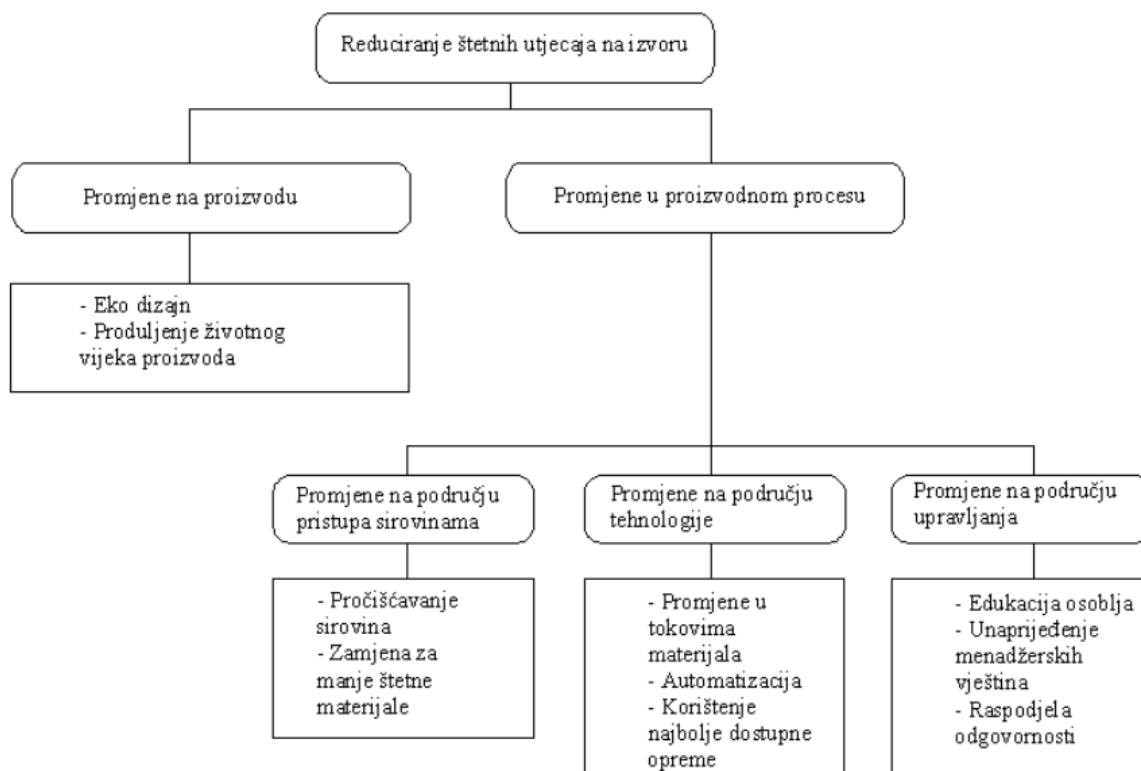 Reduciranje štetnih utjecaja na izvoru
Promjene na proizvodu
Promjene u proizvodnom procesu
- Eko dizajn
- Produljenje životnog
vijeka proizvoda
Promjene na području
pristupa sirovinama
Promjene na području
tehnologije
Promjene na području
upravljanja
- Pročišćavanje
sirovina
- Zamjena za
manje štetne
materijale
- Promjene u
tokovima
materijala
- Automatizacija
- Korištenje
najbolje dostupne
opreme
- Edukacija osoblja
- Unaprijeđenje
menadžerskih
vještina
- Raspodjela
odgovornosti